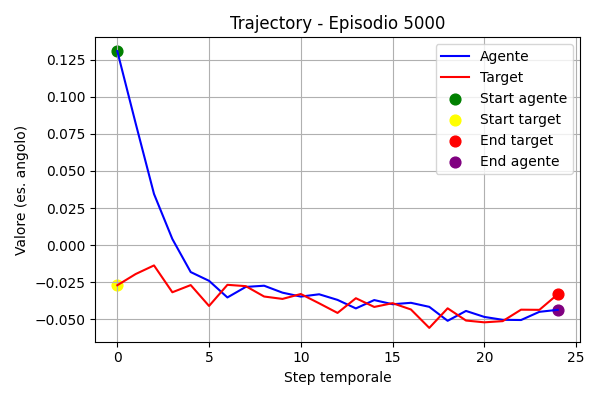 Trajectory - Episodio 5000
Valore (es. angolo)
0.125
0.100
0.075
0.050
0.025
0.000
−0.025
−0.050
Agente
Target
Start agente
Start target
End target
End agente
0 5 10 15 20 25
Step temporale